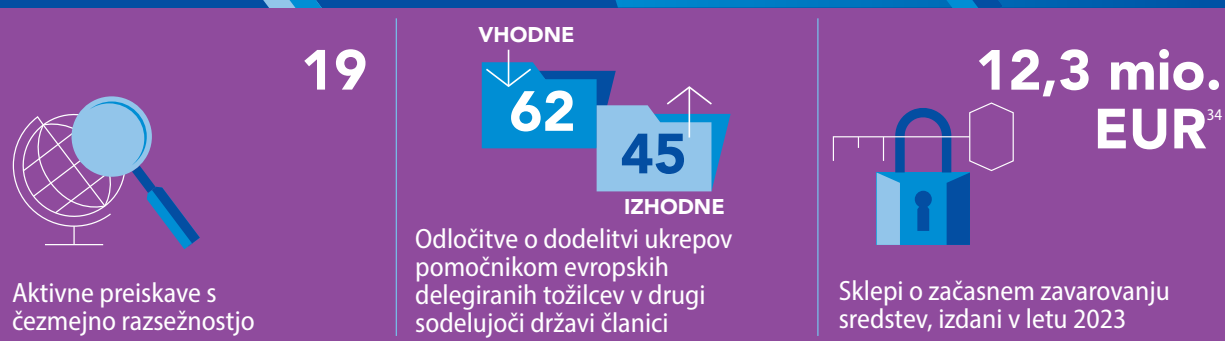 19
Aktivne preiskave s
čezmejno razsežnostjo
VHODNE
62
45
IZHODNE
Odločitve o dodelitvi ukrepov
pomočnikom evropskih
delegiranih tožilcev v drugi
sodelujoči državi članici
12,3 mio.
EUR³⁴
Sklepi o začasnem zavarovanju
sredstev, izdani v letu 2023